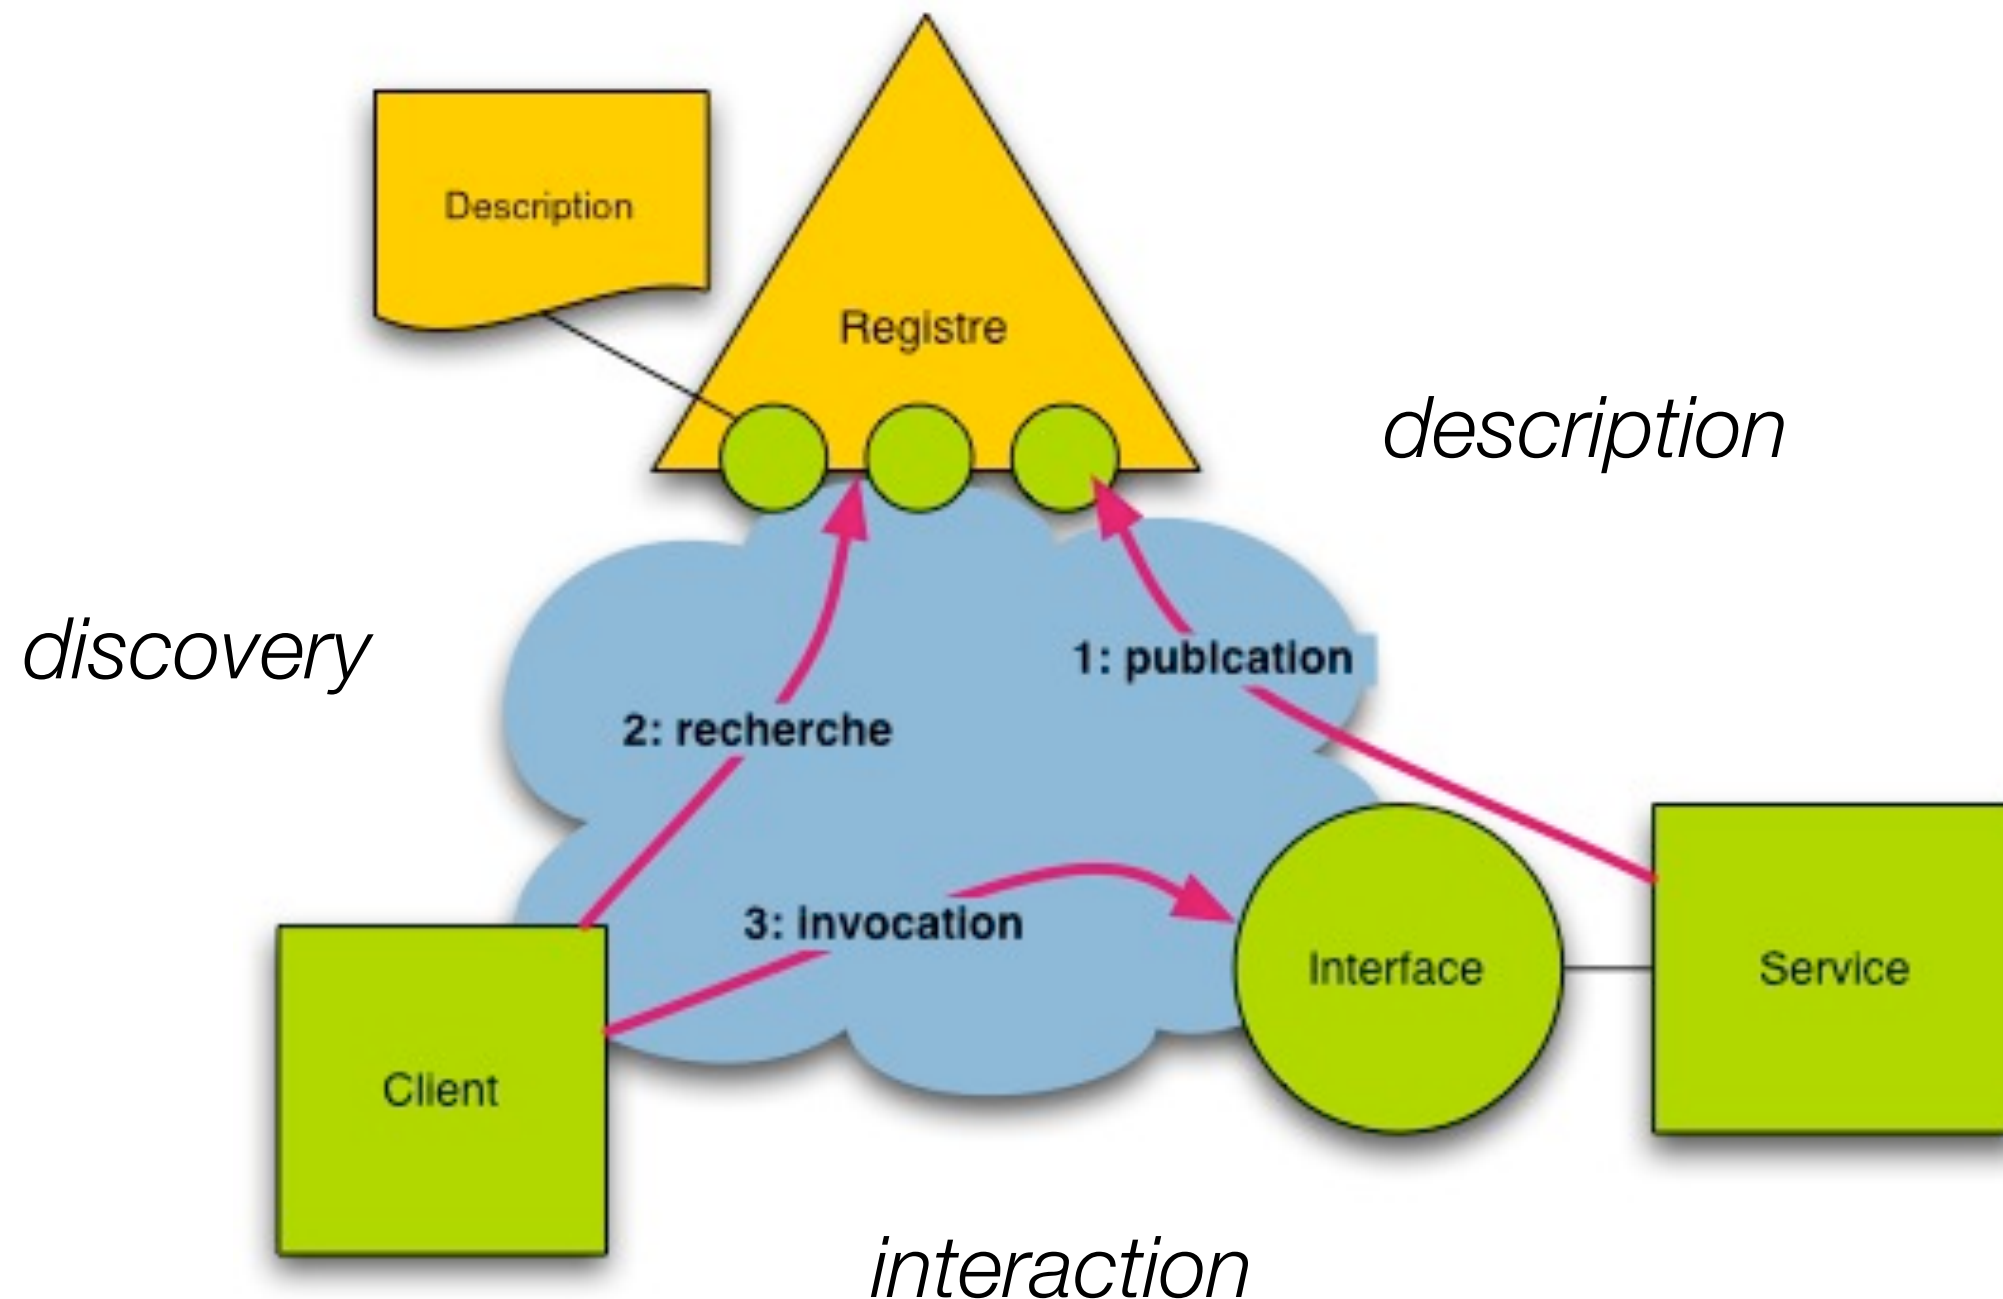 Description
Registre
description
discovery
1: publcation
2: recherche
3: invocation
Interface
Service
Client
interaction